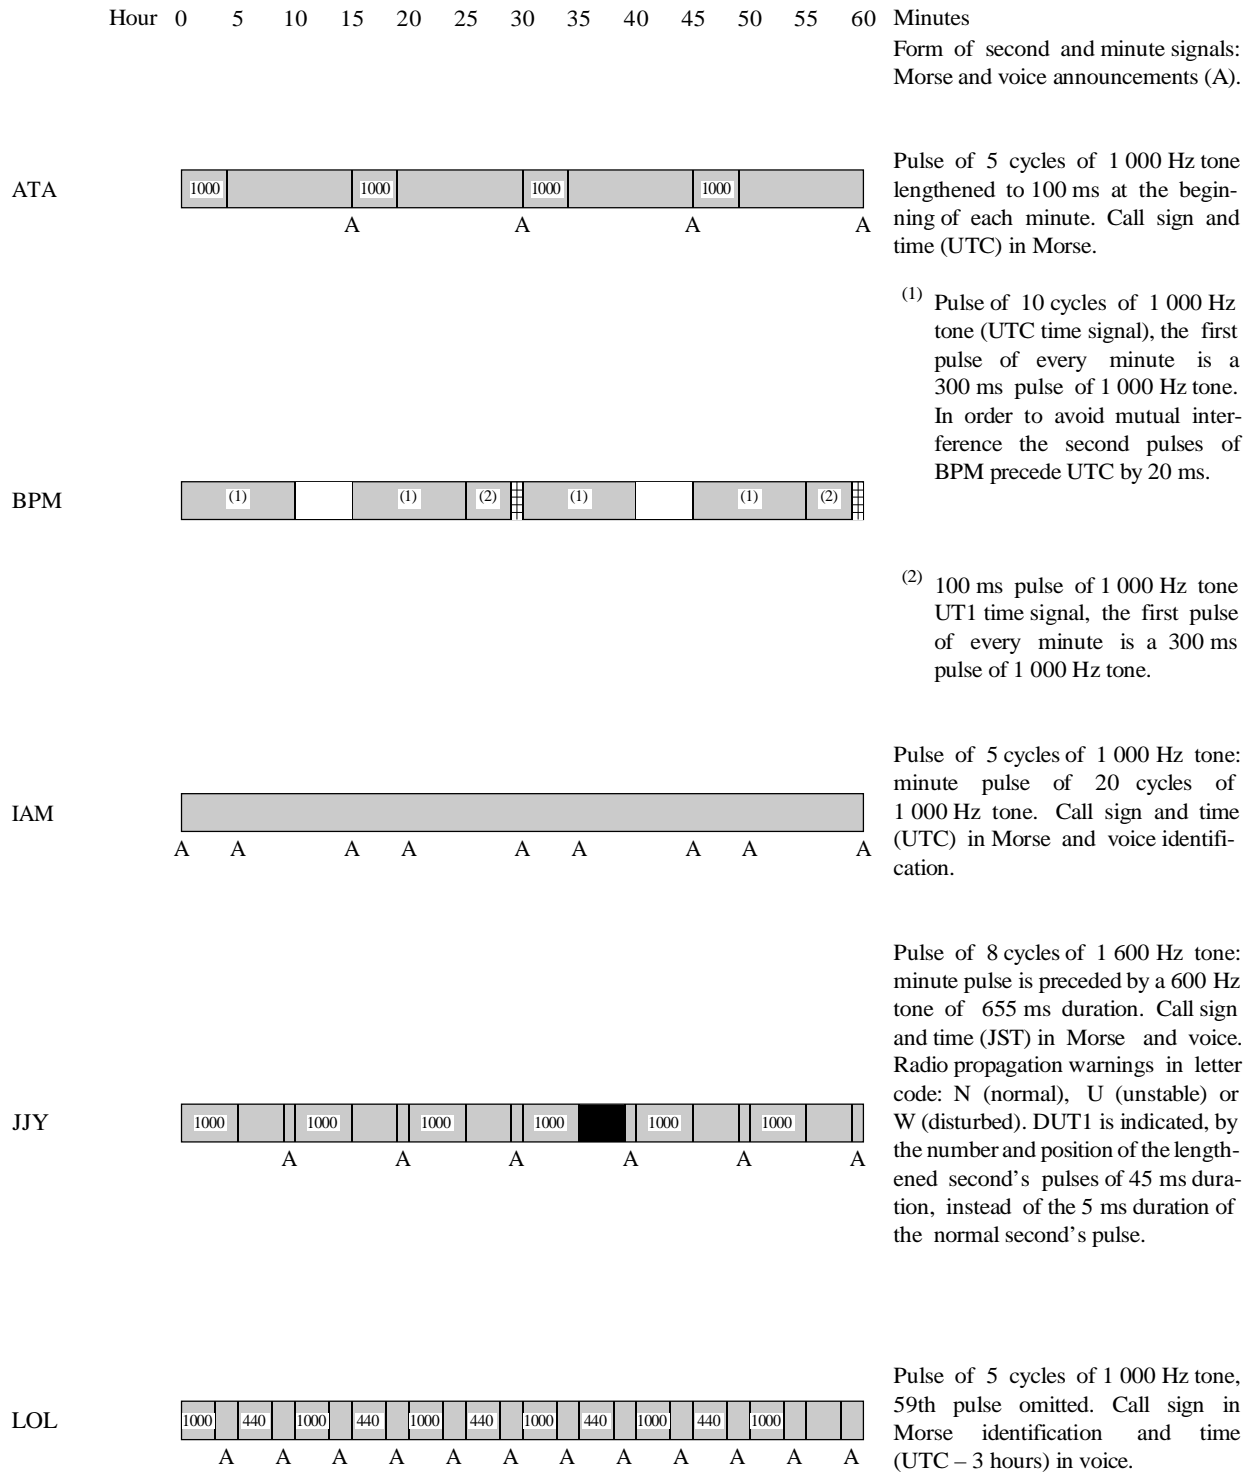 Hour 0 5 10 15 20 25 30 35 40 45 50 55 60 Minutes
Form of second and minute signals:
Morse and voice announcements (A).
ATA
1000 1000 1000 1000
A A A A
Pulse of 5 cycles of 1 000 Hz tone
lengthened to 100 ms at the begin-
ning of each minute. Call sign and
time (UTC) in Morse.
(1) Pulse of 10 cycles of 1 000 Hz
tone (UTC time signal), the first
pulse of every minute is a
300 ms pulse of 1 000 Hz tone.
In order to avoid mutual inter-
ference the second pulses of
BPM precede UTC by 20 ms.
BPM
(1) (1) (2) (1) (1) (2)
(2) 100 ms pulse of 1 000 Hz tone
UT1 time signal, the first pulse
of every minute is a 300 ms
pulse of 1 000 Hz tone.
IAM
A A A A A A A A A
Pulse of 5 cycles of 1 000 Hz tone:
minute pulse of 20 cycles of
1 000 Hz tone. Call sign and time
(UTC) in Morse and voice identifi-
cation.
JJY
1000 1000 1000 1000 1000 1000
A A A A A A
Pulse of 8 cycles of 1 600 Hz tone:
minute pulse is preceded by a 600 Hz
tone of 655 ms duration. Call sign
and time (JST) in Morse and voice.
Radio propagation warnings in letter
code: N (normal), U (unstable) or
W (disturbed). DUT1 is indicated, by
the number and position of the length-
ened second's pulses of 45 ms dura-
tion, instead of the 5 ms duration of
the normal second's pulse.
LOL
1000 440 1000 440 1000 440 1000 440 1000 440 1000
A A A A A A A A A A A A
Pulse of 5 cycles of 1 000 Hz tone,
59th pulse omitted. Call sign in
Morse identification and time
(UTC – 3 hours) in voice.